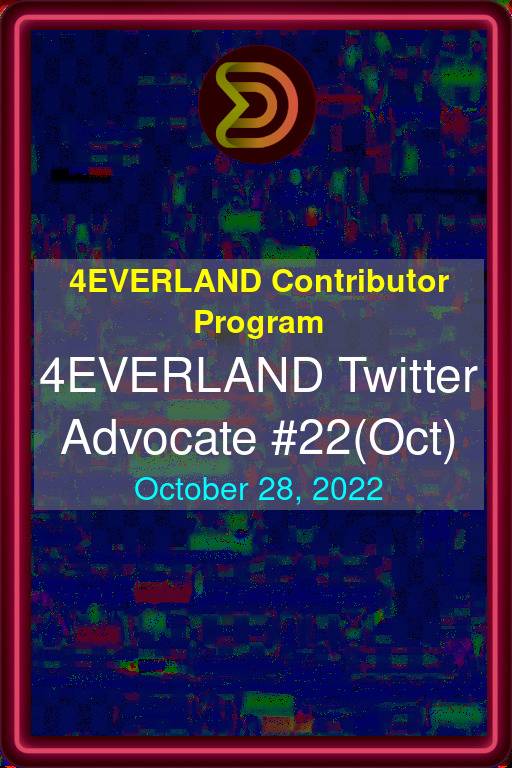 4EVERLAND Contributor
Program
4EVERLAND Twitter
Advocate #22(Oct)
October 28, 2022